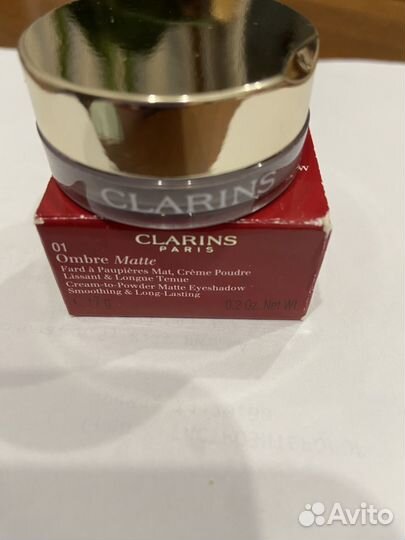 CLARINS
01
CLARINS
PARIS
Ombre Matte
Fard à Paupières Mat, Crème Poudre
Lissant & Longue Tenue
Cream-to-Powder Matte Eyeshadow
Smoothing & Long-Lasting
0.2 Oz. Net Wt.
Avito